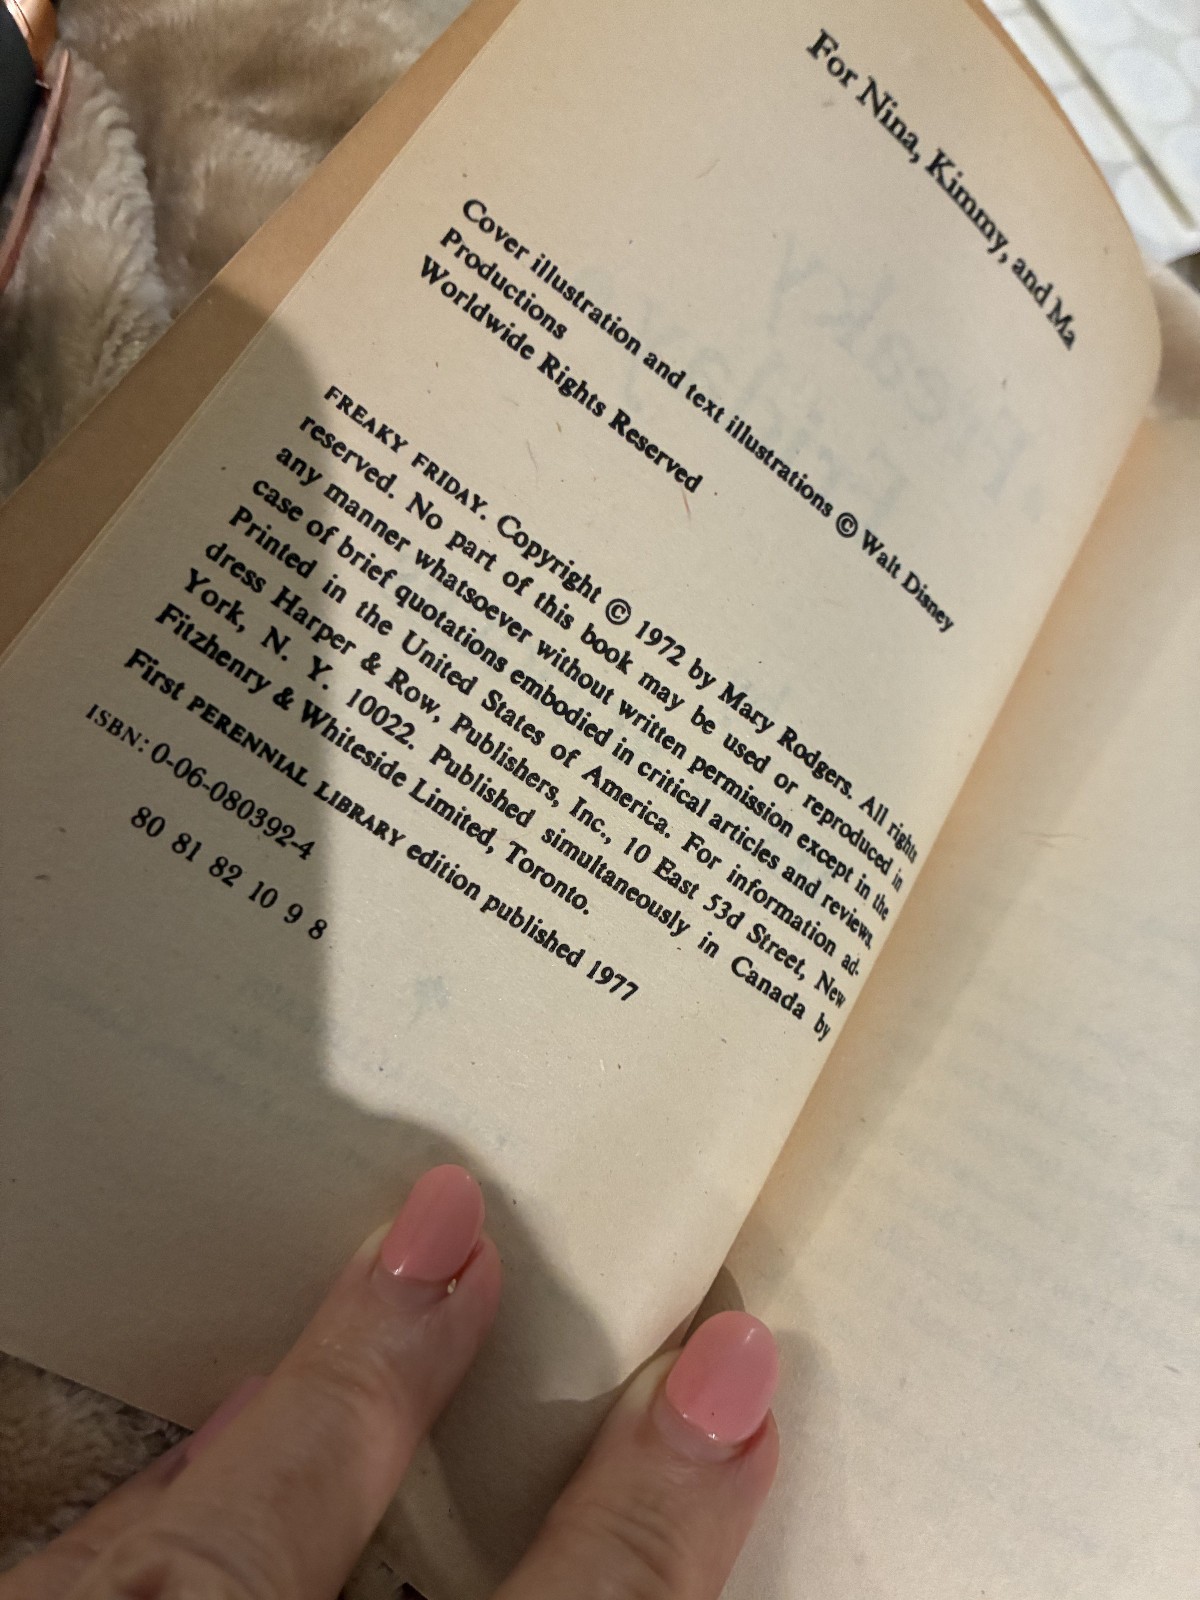 For Nina, Kimmy, and Ma
Cover illustration and text illustrations © Walt Disney
Productions
Worldwide Rights Reserved
FREAKY FRIDAY. Copyright © 1972 by Mary Rodgers. All rights
reserved. No part of this book may be used or reproduced in
any manner whatsoever without written permission except in the
case of brief quotations embodied in critical articles and reviews.
Printed in the United States of America. For information ad-
dress Harper & Row, Publishers, Inc., 10 East 53d Street, New
York, N. Y. 10022. Published simultaneously in Canada by
Fitzhenry & Whiteside Limited, Toronto.
First PERENNIAL LIBRARY edition published 1977
ISBN: 0-06-080392-4
80 81 82 10 9 8